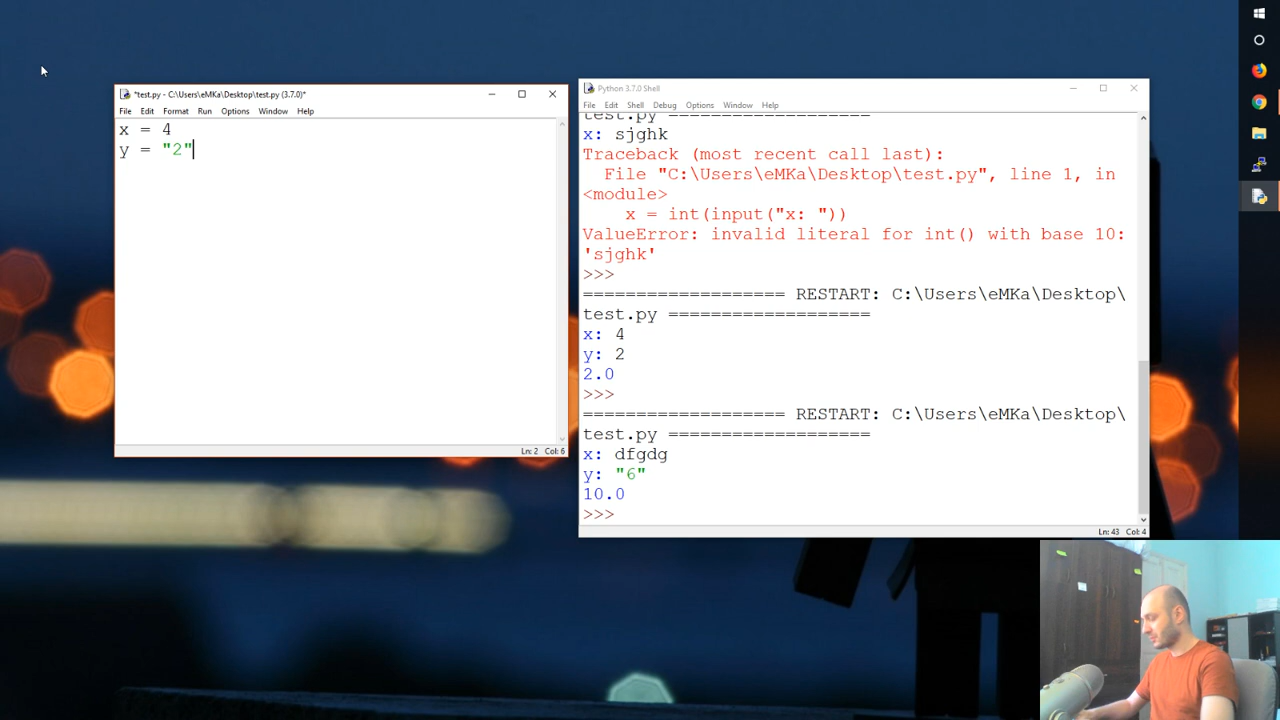 *test.py - C:\Users\eMKa\Desktop\test.py (3.7.0)*
File Edit Format Run Options Window Help
x = 4
y = "2"
Ln: 2 Col: 6
Python 3.7.0 Shell
File Edit Shell Debug Options Window Help
test.py ===================
x: sjghk
Traceback (most recent call last):
File "C:\Users\eMKa\Desktop\test.py", line 1, in
<module>
x = int(input("x: "))
ValueError: invalid literal for int() with base 10:
'sjghk'
>>>
=================== RESTART: C:\Users\eMKa\Desktop\
test.py ===================
x: 4
y: 2
2.0
>>>
=================== RESTART: C:\Users\eMKa\Desktop\
test.py ===================
x: dfgdg
y: "6"
10.0
>>>
Ln: 43 Col: 4